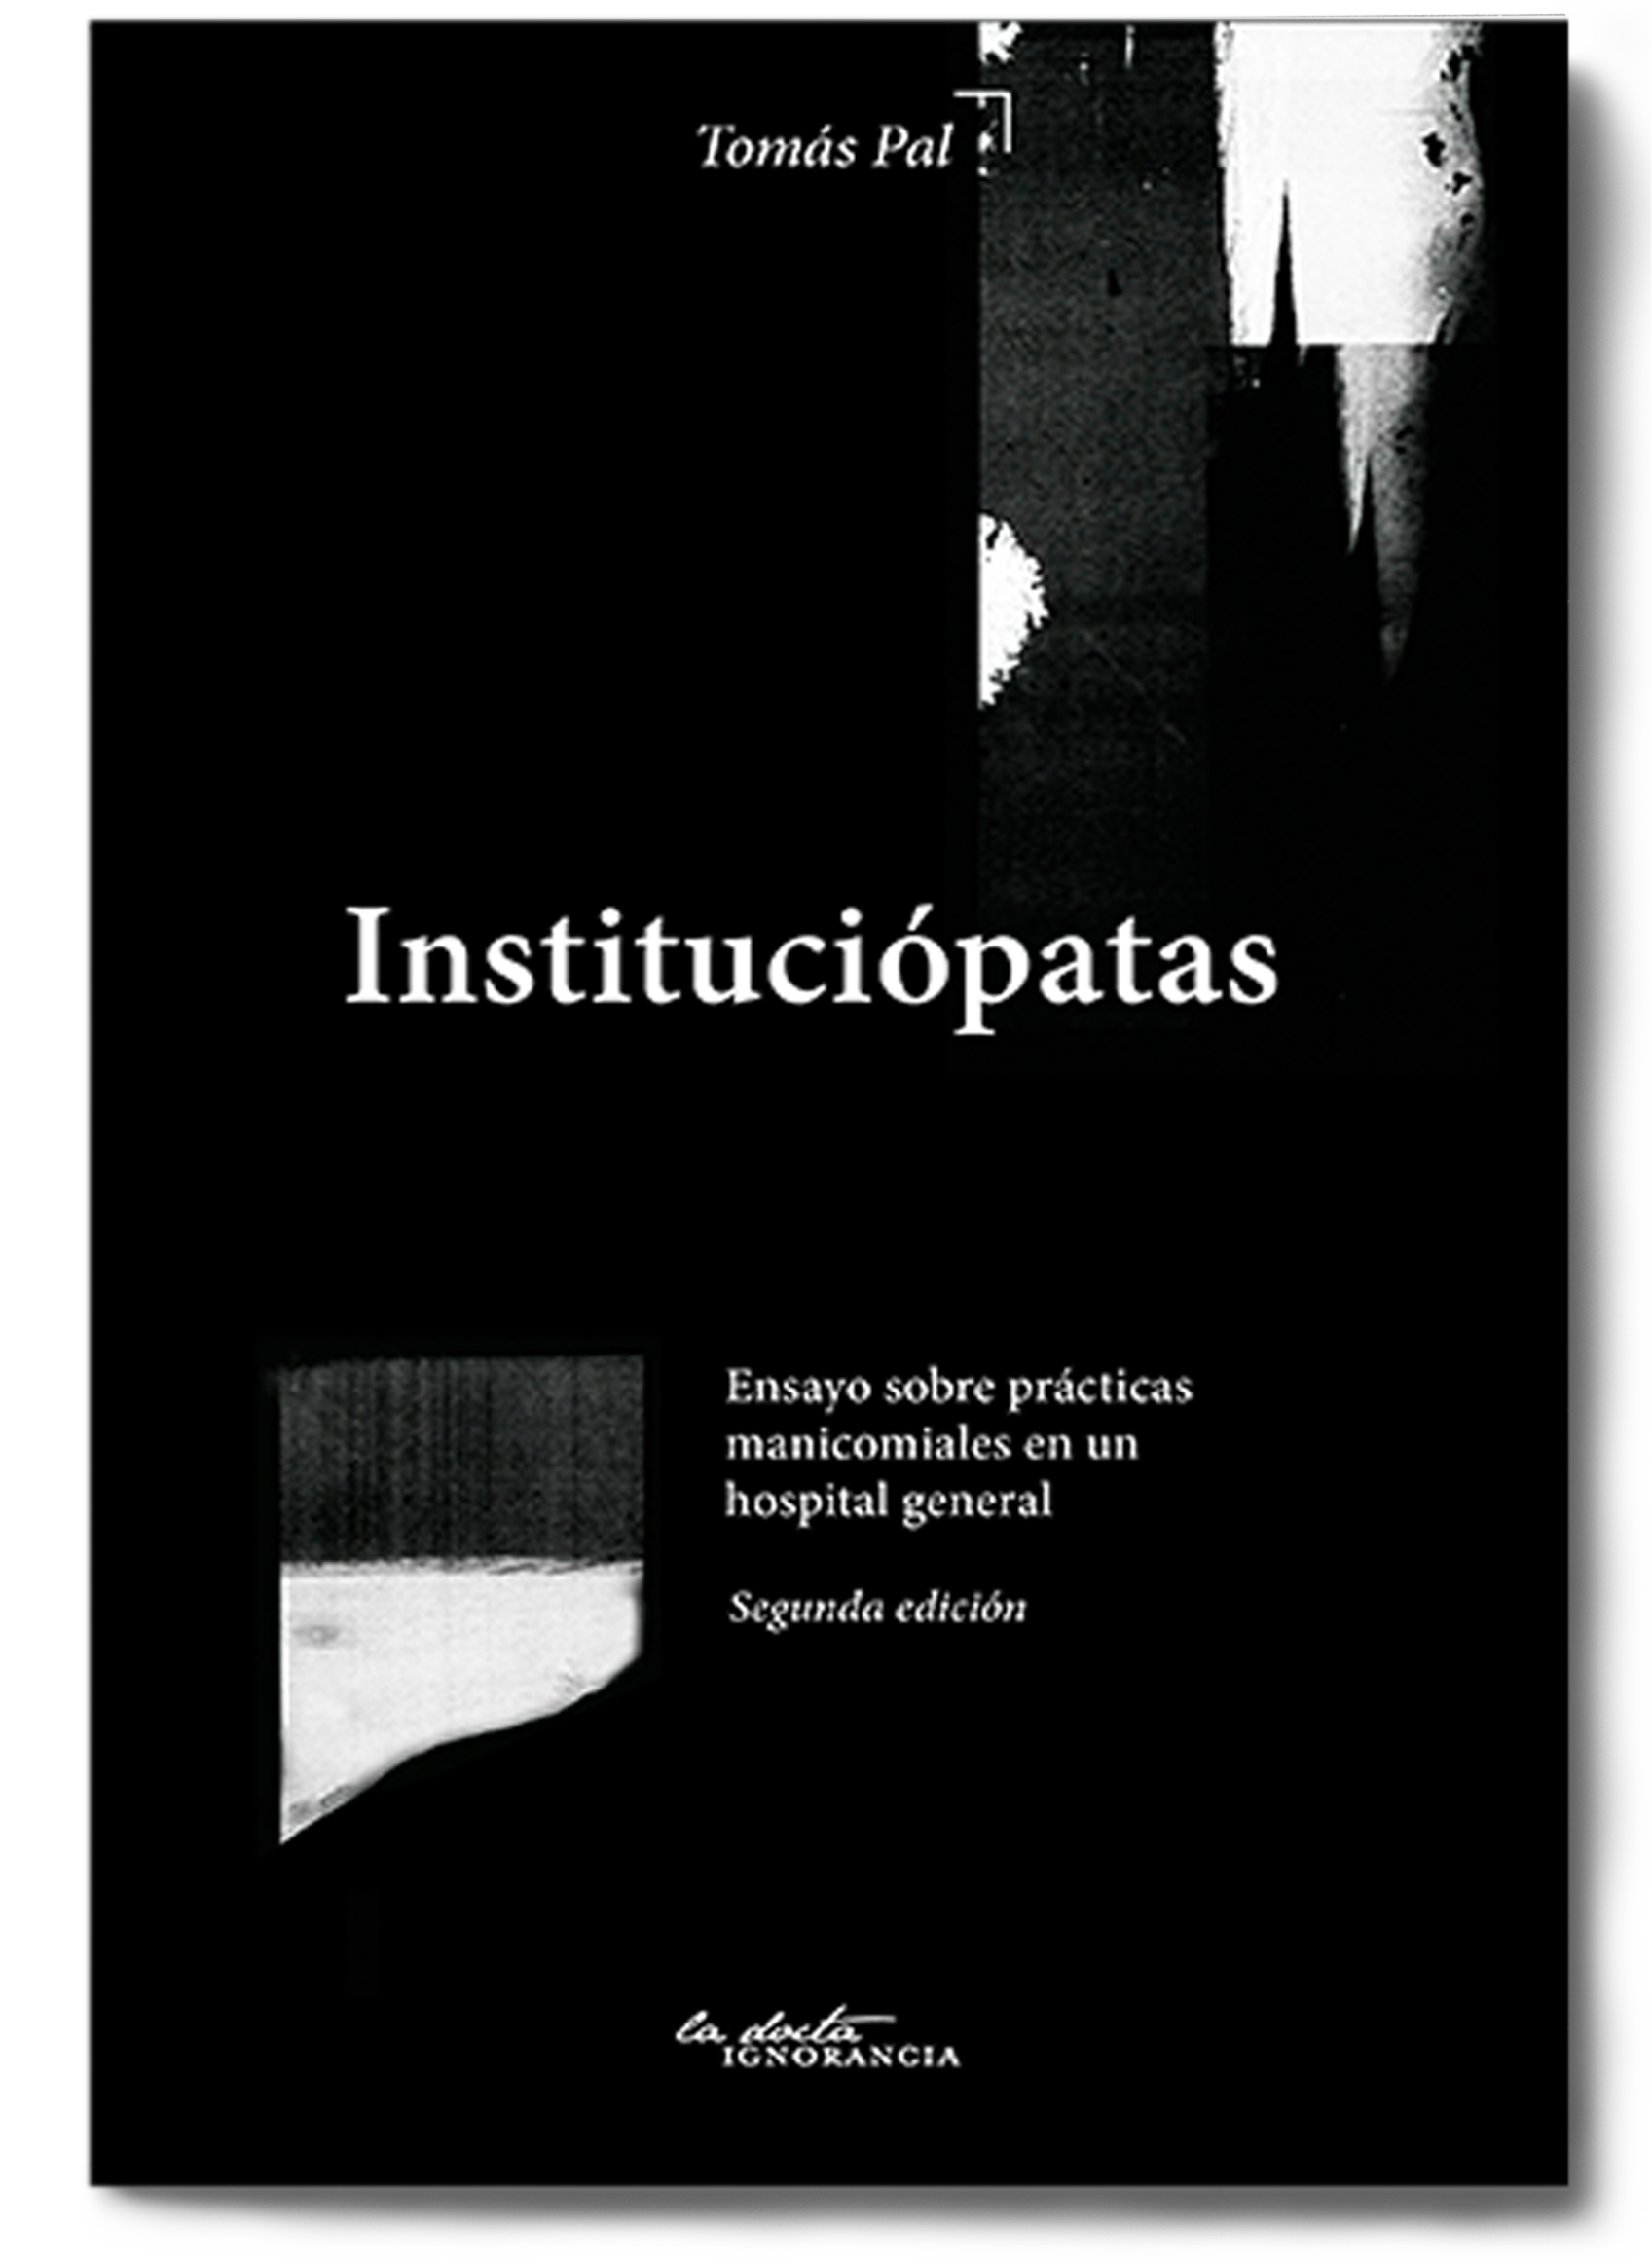 Tomás Pal
Instituciópatas
Ensayo sobre prácticas
manicomiales en un
hospital general
Segunda edición
la docta
IGNORANCIA